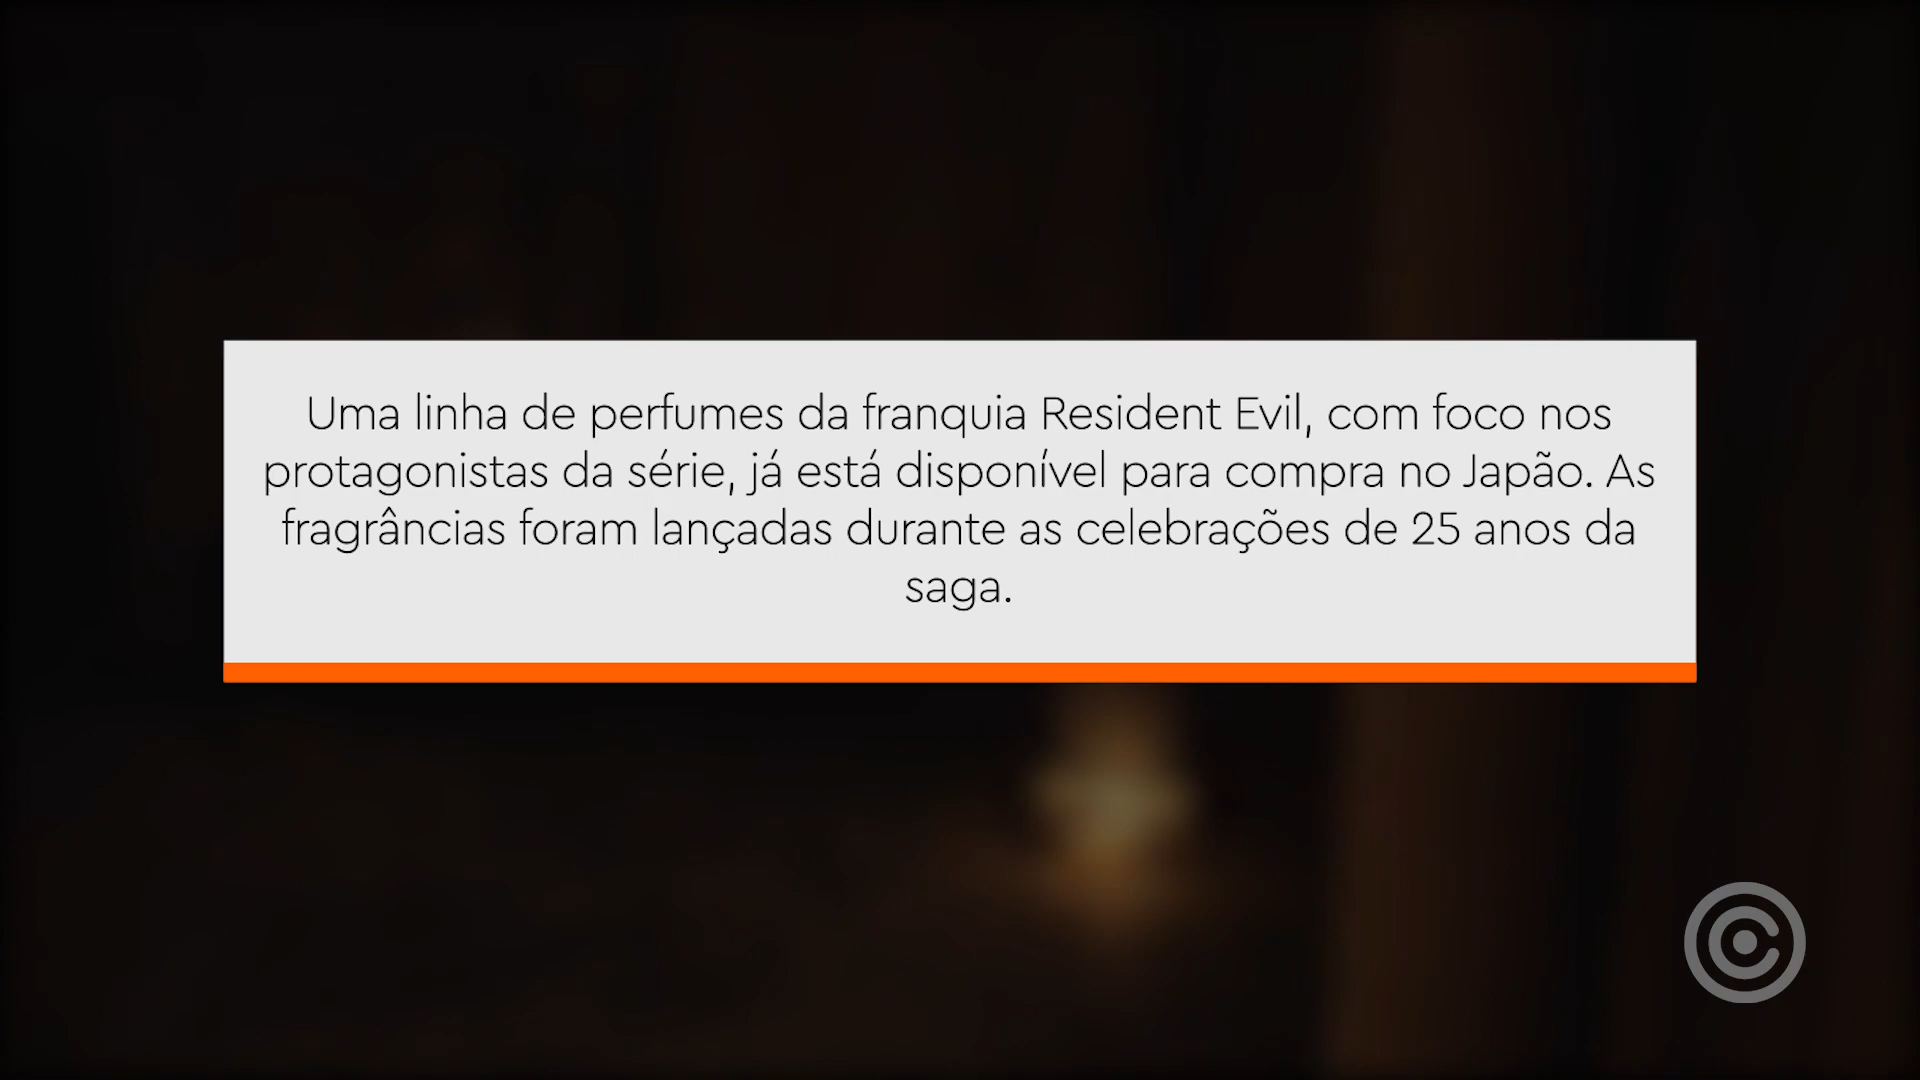 Uma linha de perfumes da franquia Resident Evil, com foco nos
protagonistas da série, já está disponível para compra no Japão. As
fragrâncias foram lançadas durante as celebrações de 25 anos da
saga.